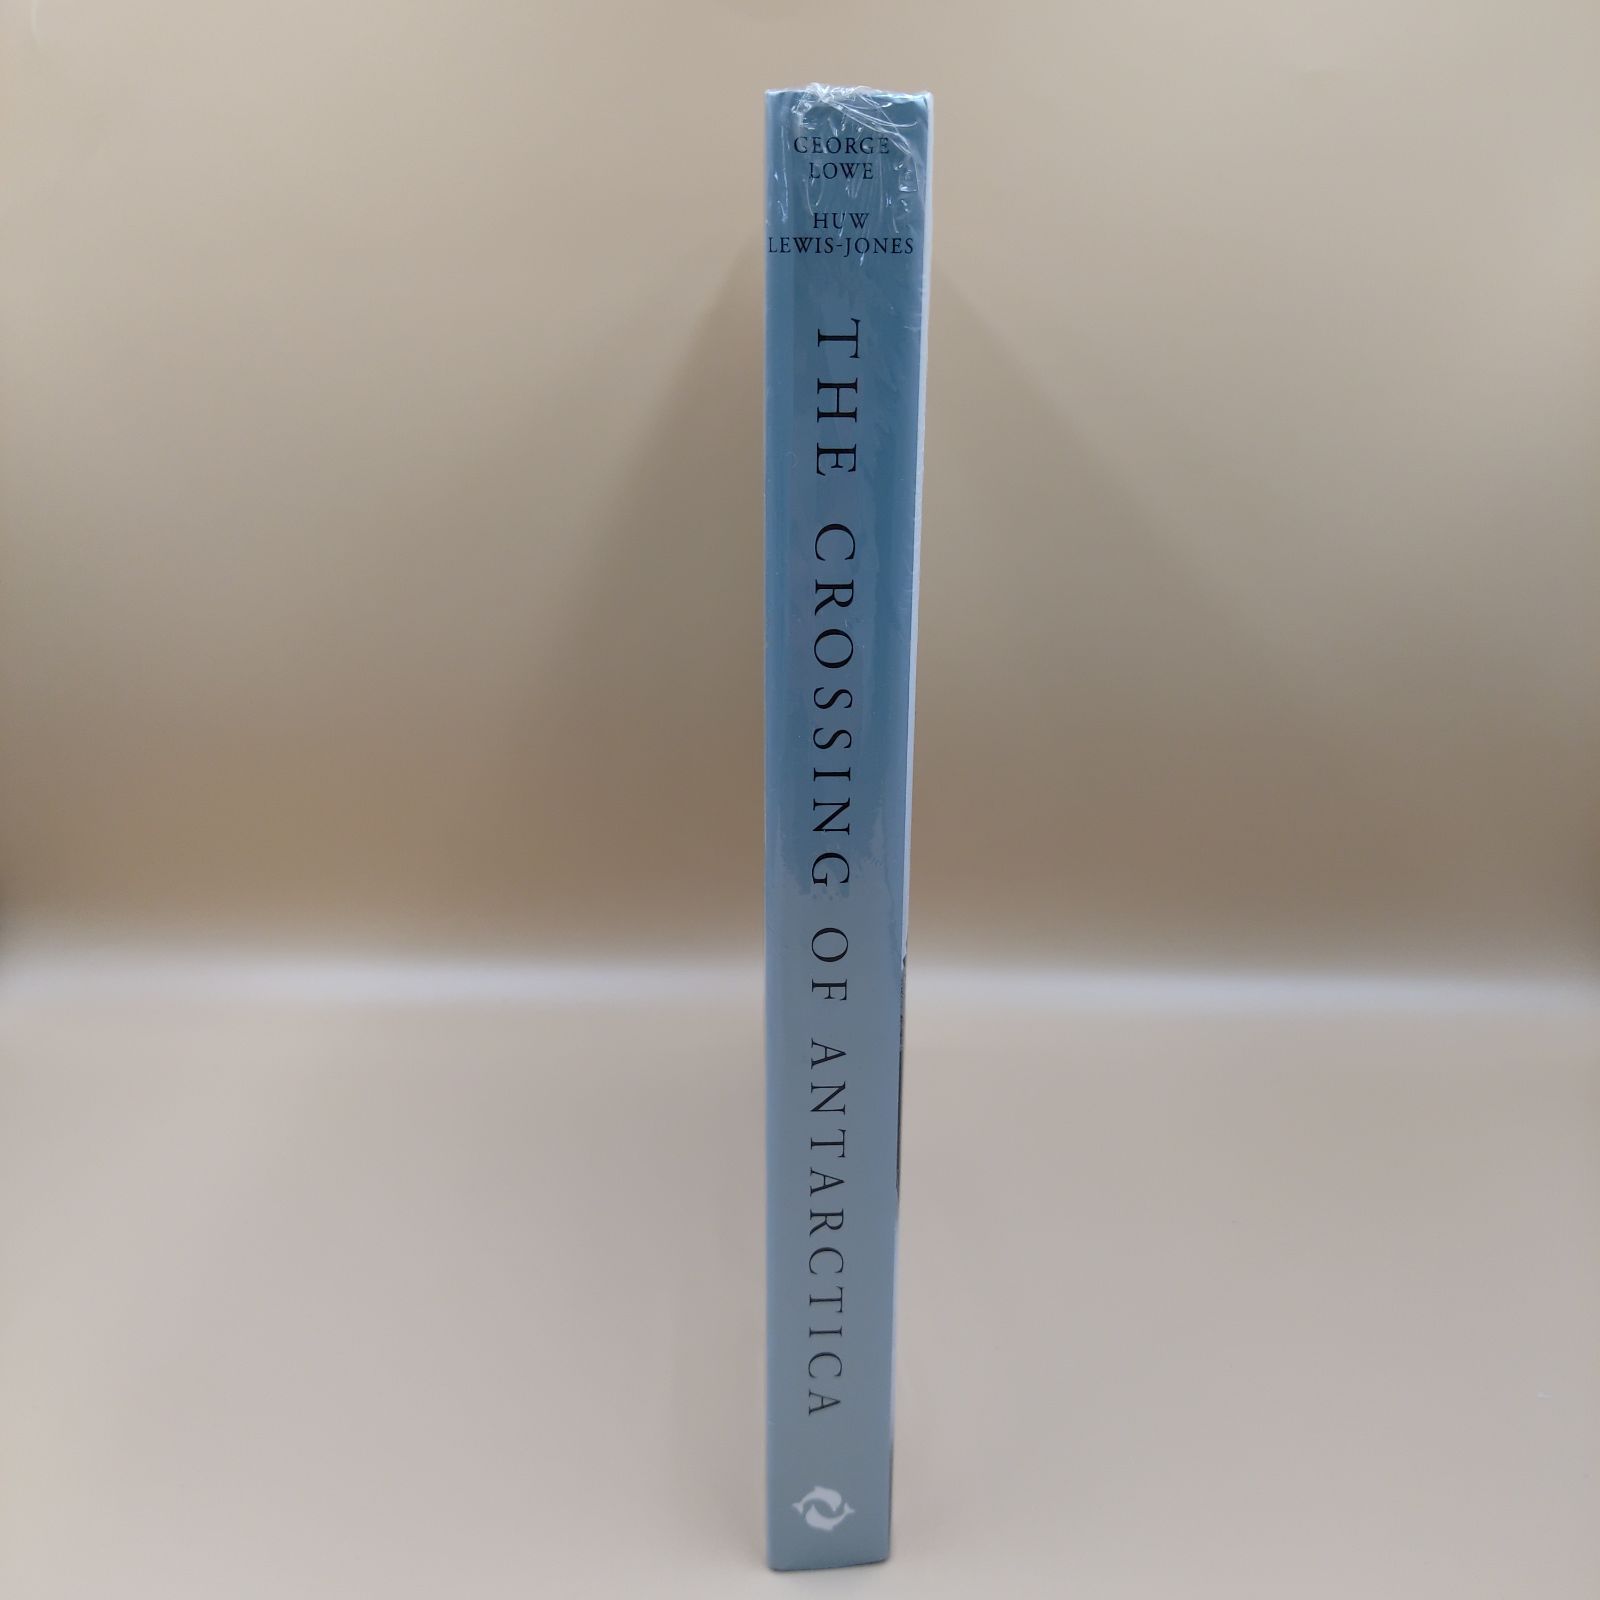 GEORGE
LOWE
HUW
LEWIS-JONES
THE CROSSING OF ANTARCTICA